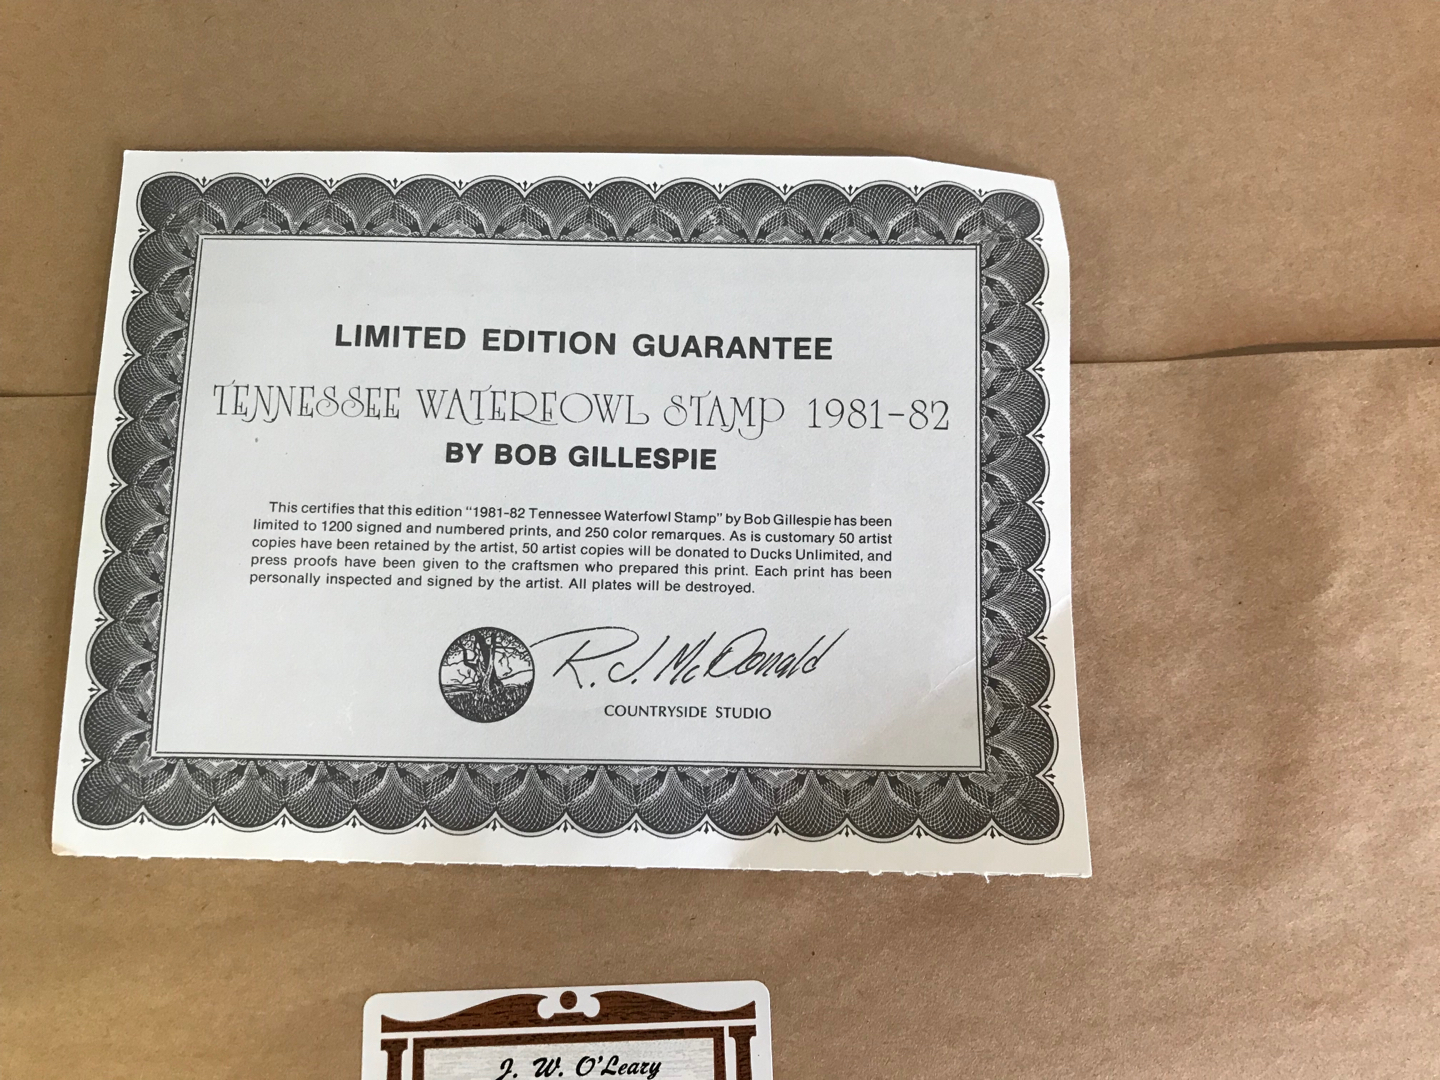 LIMITED EDITION GUARANTEE
TENNESSEE WATERFOWL STAMP 1981-82
BY BOB GILLESPIE
This certifies that this edition "1981-82 Tennessee Waterfowl Stamp" by Bob Gillespie has been
limited to 1200 signed and numbered prints, and 250 color remarques. As is customary 50 artist
copies have been retained by the artist, 50 artist copies will be donated to Ducks Unlimited, and
press proofs have been given to the craftsmen who prepared this print. Each print has been
personally inspected and signed by the artist. All plates will be destroyed.
R. J. McDonald
COUNTRYSIDE STUDIO
J. W. O'Leary